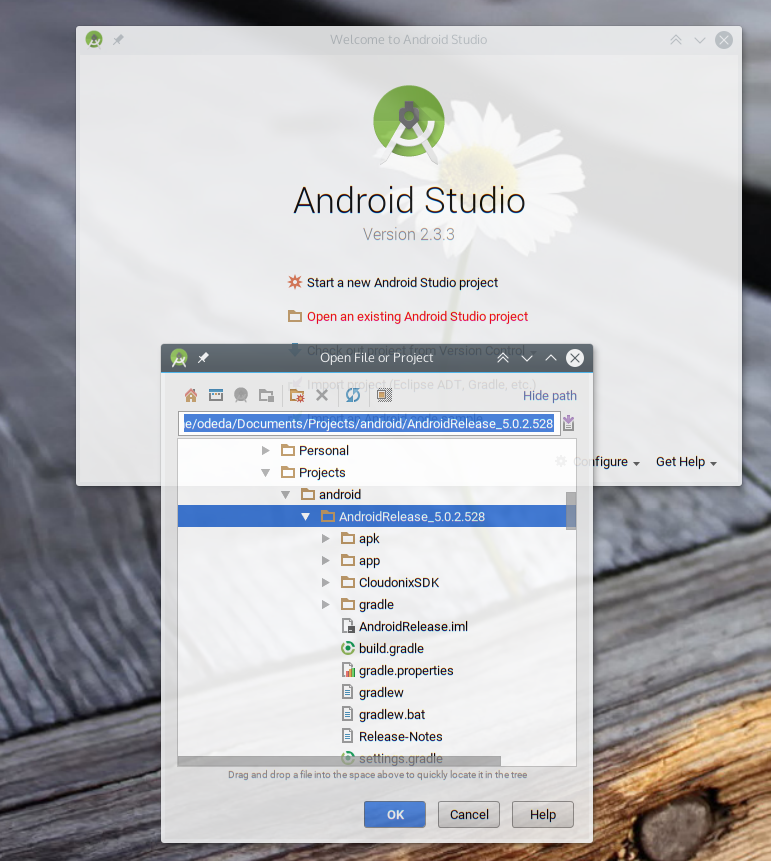 Welcome to Android Studio
Android Studio
Version 2.3.3
Start a new Android Studio project
Open an existing Android Studio project
Check out project from Version Control
Import project (Eclipse ADT, Gradle, etc.)
Configure
Get Help
Open File or Project
Hide path
e/odeda/Documents/Projects/android/AndroidRelease_5.0.2.528
Personal
Projects
android
AndroidRelease_5.0.2.528
apk
app
CloudonixSDK
gradle
AndroidRelease.iml
build.gradle
gradle.properties
gradlew
gradlew.bat
Release-Notes
settings.gradle
Drag and drop a file into the space above to quickly locate it in the tree
OK
Cancel
Help